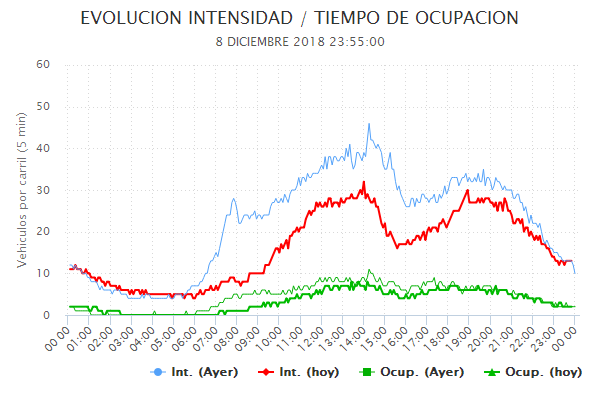 EVOLUCION INTENSIDAD / TIEMPO DE OCUPACION
8 DICIEMBRE 2018 23:55:00
Vehiculos por carril (5 min)
60
50
40
30
20
10
0
00:00 01:00 02:00 03:00 04:00 05:00 06:00 07:00 08:00 09:00 10:00 11:00 12:00 13:00 14:00 15:00 16:00 17:00 18:00 19:00 20:00 21:00 22:00 23:00 00:00
Int. (Ayer) Int. (hoy) Ocup. (Ayer) Ocup. (hoy)